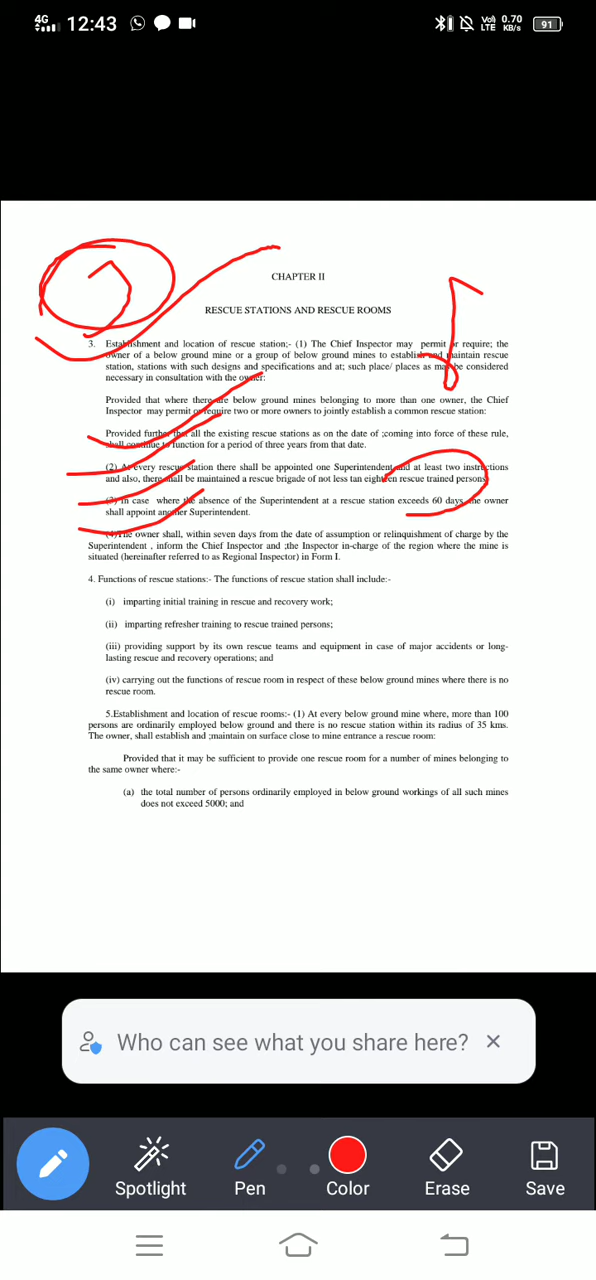 4G 12:43 Vo) LTE 0.70 KB/s 91
CHAPTER II
RESCUE STATIONS AND RESCUE ROOMS
3. Establishment and location of rescue station;- (1) The Chief Inspector may permit or require; the
owner of a below ground mine or a group of below ground mines to establish and maintain rescue
station, stations with such designs and specifications and at; such place/ places as may be considered
necessary in consultation with the owner:
Provided that where there are below ground mines belonging to more than one owner, the Chief
Inspector may permit or require two or more owners to jointly establish a common rescue station:
Provided further that all the existing rescue stations as on the date of ;coming into force of these rule,
shall continue to function for a period of three years from that date.
(2) At every rescue station there shall be appointed one Superintendent and at least two instructions
and also, there shall be maintained a rescue brigade of not less tan eighteen rescue trained persons
(3) In case where the absence of the Superintendent at a rescue station exceeds 60 days the owner
shall appoint another Superintendent.
(4)The owner shall, within seven days from the date of assumption or relinquishment of charge by the
Superintendent , inform the Chief Inspector and ;the Inspector in-charge of the region where the mine is
situated (hereinafter referred to as Regional Inspector) in Form I.
4. Functions of rescue stations:- The functions of rescue station shall include:-
(i) imparting initial training in rescue and recovery work;
(ii) imparting refresher training to rescue trained persons;
(iii) providing support by its own rescue teams and equipment in case of major accidents or long-
lasting rescue and recovery operations; and
(iv) carrying out the functions of rescue room in respect of these below ground mines where there is no
rescue room.
5.Establishment and location of rescue rooms:- (1) At every below ground mine where, more than 100
persons are ordinarily employed below ground and there is no rescue station within its radius of 35 kms.
The owner, shall establish and ;maintain on surface close to mine entrance a rescue room:
Provided that it may be sufficient to provide one rescue room for a number of mines belonging to
the same owner where:-
(a) the total number of persons ordinarily employed in below ground workings of all such mines
does not exceed 5000; and
Who can see what you share here?
Spotlight Pen Color Erase Save